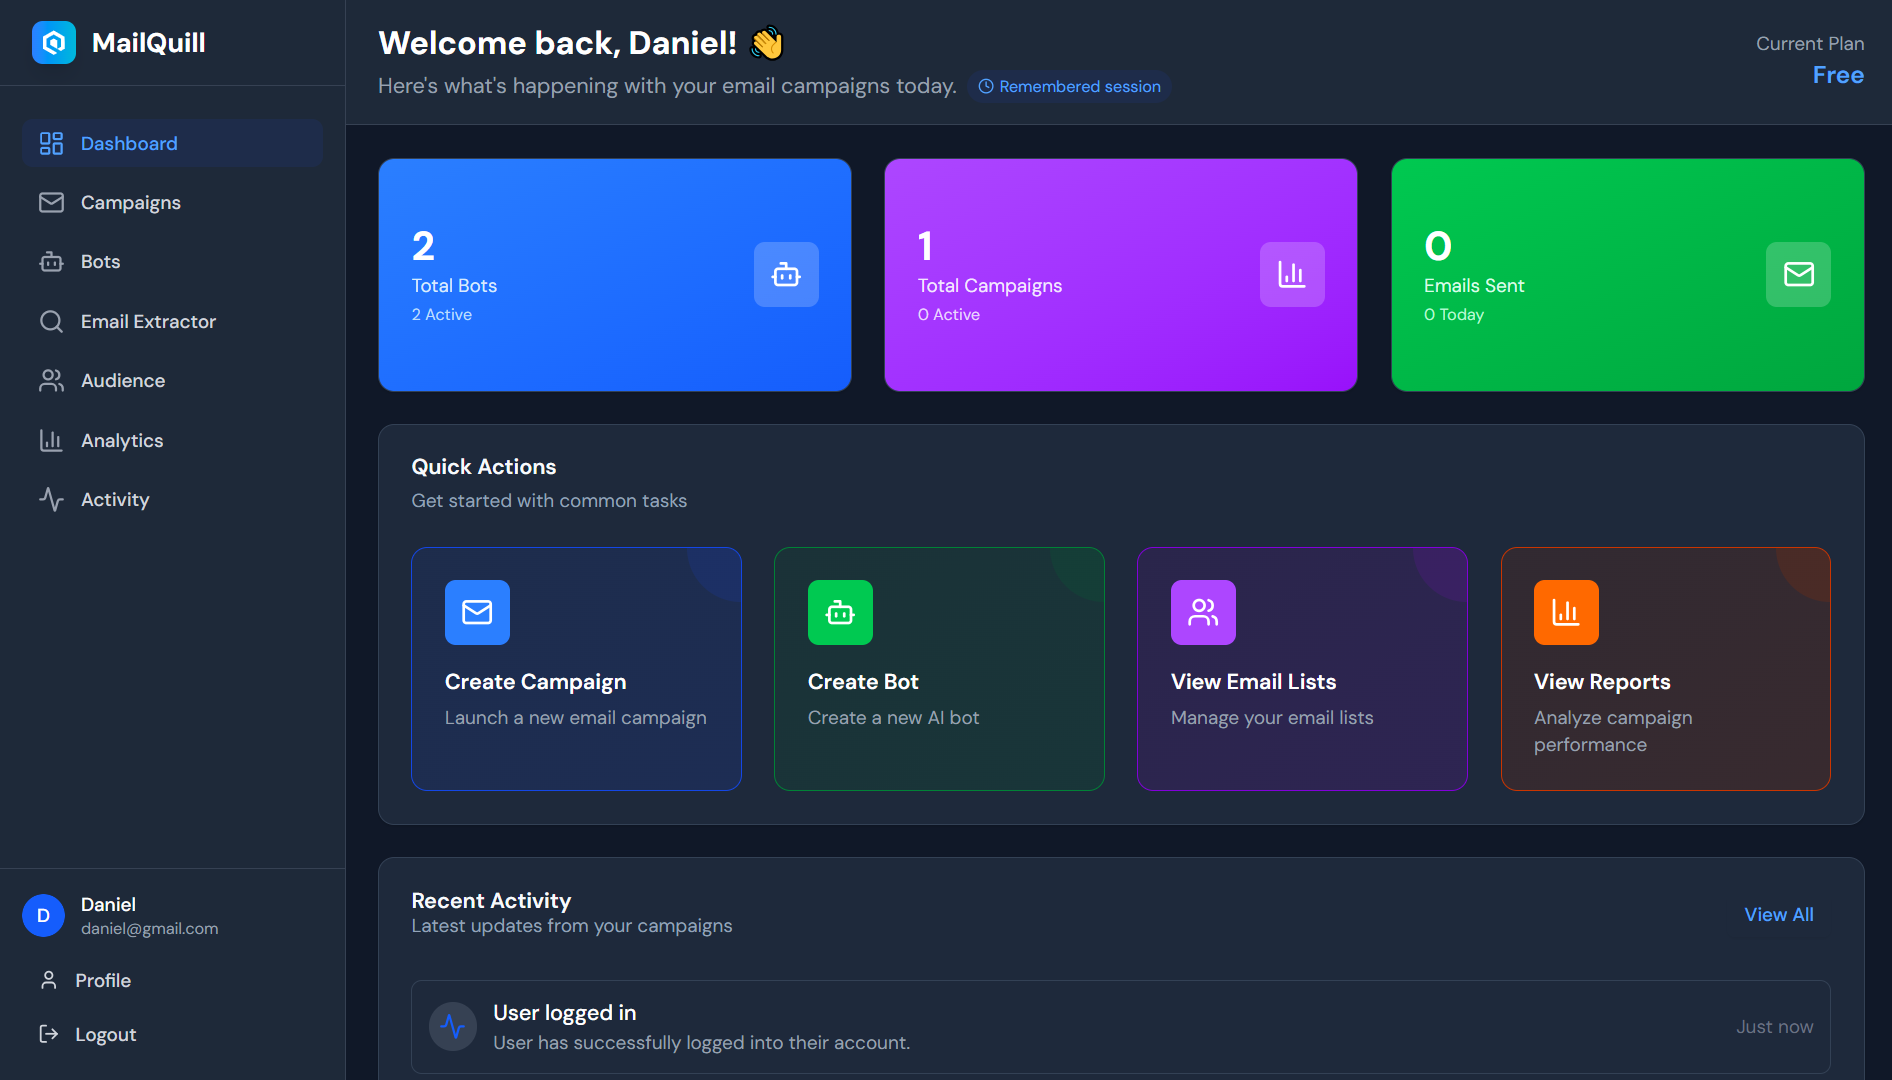 MailQuill
Dashboard
Campaigns
Bots
Email Extractor
Audience
Analytics
Activity
D
Daniel
daniel@gmail.com
Profile
Logout
Welcome back, Daniel! 👋
Here's what's happening with your email campaigns today.
Remembered session
Current Plan
Free
2
Total Bots
2 Active
1
Total Campaigns
0 Active
0
Emails Sent
0 Today
Quick Actions
Get started with common tasks
Create Campaign
Launch a new email campaign
Create Bot
Create a new AI bot
View Email Lists
Manage your email lists
View Reports
Analyze campaign
performance
Recent Activity
Latest updates from your campaigns
View All
User logged in
User has successfully logged into their account.
Just now